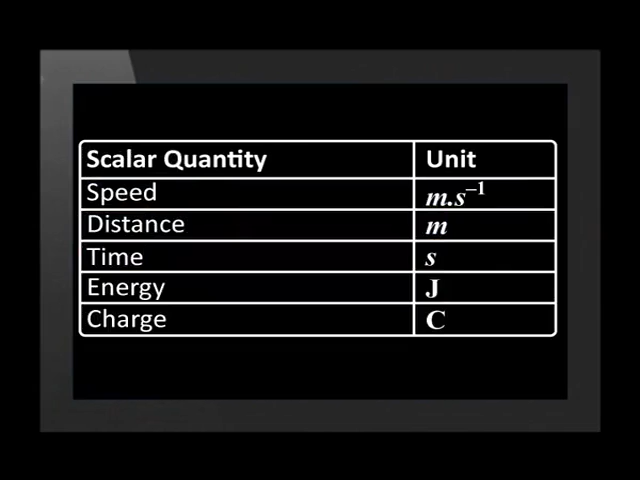 Scalar Quantity Unit
Speed m.s⁻¹
Distance m
Time s
Energy J
Charge C